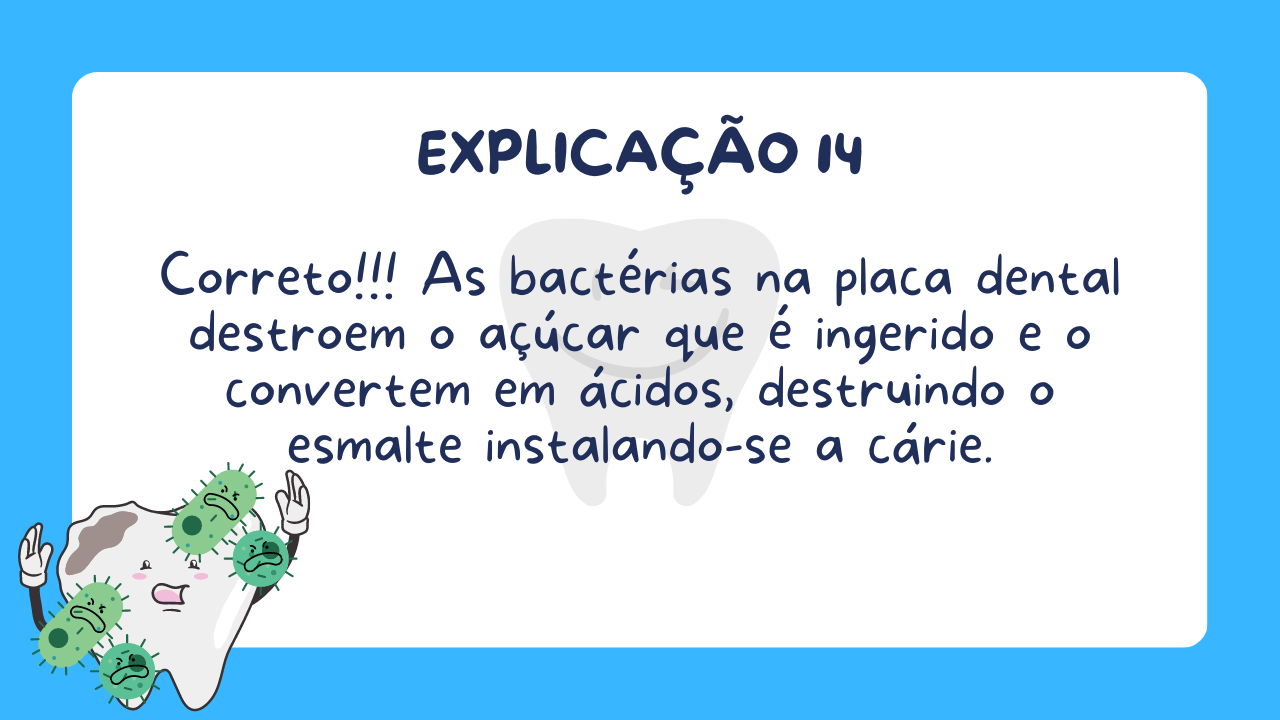 EXPLICAÇÃO 14
Correto!!! As bactérias na placa dental
destroem o açúcar que é ingerido e o
convertem em ácidos, destruindo o
esmalte instalando-se a cárie.